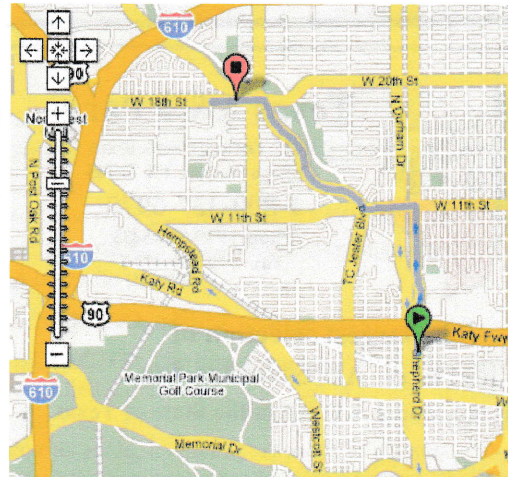 610
W 20th St
90
W 18th St
N Durham Dr
N Post Oak Rd
W 11th St
W 11th St
TC Jester Blvd
Hempstead Rd
610
Katy Rd
90
Katy Fwy
Shepherd Dr
Memorial Park Municipal
Golf Course
610
Westcott St
W
Memorial Dr